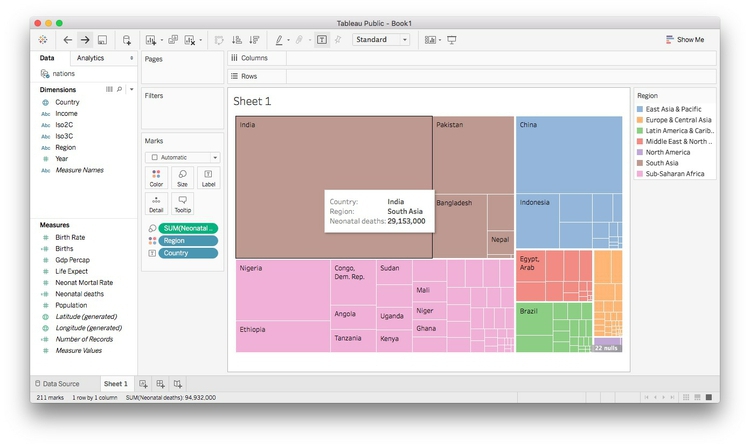 Tableau Public - Book1
Standard
Show Me
Data
Analytics
nations
Dimensions
Country
Abc Income
Abc Iso2C
Abc Iso3C
Abc Region
# Year
Abc Measure Names
Measures
# Birth Rate
Births
# Gdp Percap
# Life Expect
# Neonat Mortal Rate
Neonatal deaths
# Population
Latitude (generated)
Longitude (generated)
Number of Records
# Measure Values
Pages
Filters
Marks
Automatic
Color
Size
Label
Detail
Tooltip
SUM(Neonatal ..
Region
Country
Columns
Rows
Sheet 1
India
Pakistan
China
Country: India
Region: South Asia
Neonatal deaths: 29,153,000
Bangladesh
Nepal
Indonesia
Nigeria
Congo, Dem. Rep.
Sudan
Mali
Angola
Uganda
Niger
Ethiopia
Tanzania
Kenya
Ghana
Egypt, Arab
Brazil
22 nulls
Region
East Asia & Pacific
Europe & Central Asia
Latin America & Carib..
Middle East & North ..
North America
South Asia
Sub-Saharan Africa
Data Source
Sheet 1
211 marks
1 row by 1 column
SUM(Neonatal deaths): 94,932,000